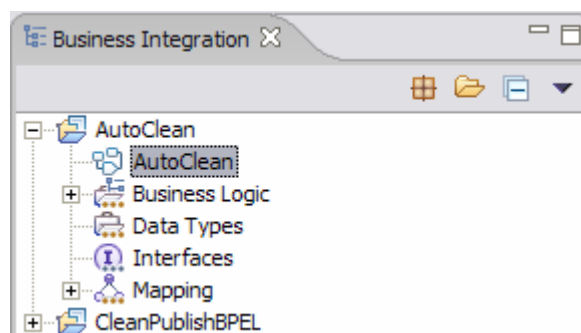 Business Integration
AutoClean
AutoClean
Business Logic
Data Types
Interfaces
Mapping
CleanPublishBPEL